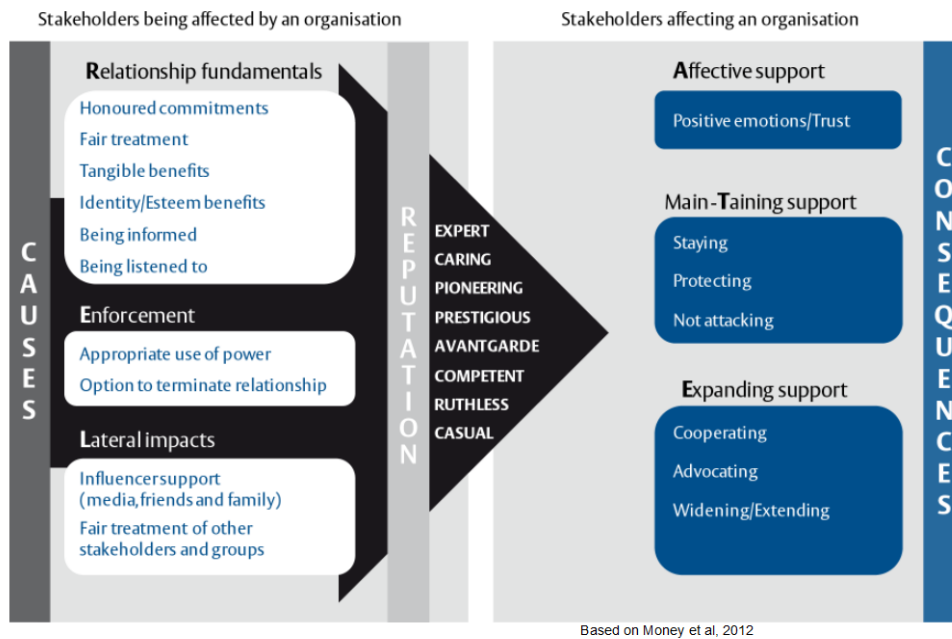 Stakeholders being affected by an organisation
Stakeholders affecting an organisation
CAUSES
Relationship fundamentals
Honoured commitments
Fair treatment
Tangible benefits
Identity/Esteem benefits
Being informed
Being listened to
Enforcement
Appropriate use of power
Option to terminate relationship
Lateral impacts
Influencer support
(media,friends and family)
Fair treatment of other
stakeholders and groups
REPUTATION
EXPERT
CARING
PIONEERING
PRESTIGIOUS
AVANTGARDE
COMPETENT
RUTHLESS
CASUAL
Affective support
Positive emotions/Trust
Main-Taining support
Staying
Protecting
Not attacking
Expanding support
Cooperating
Advocating
Widening/Extending
CONSEQUENCES
Based on Money et al, 2012